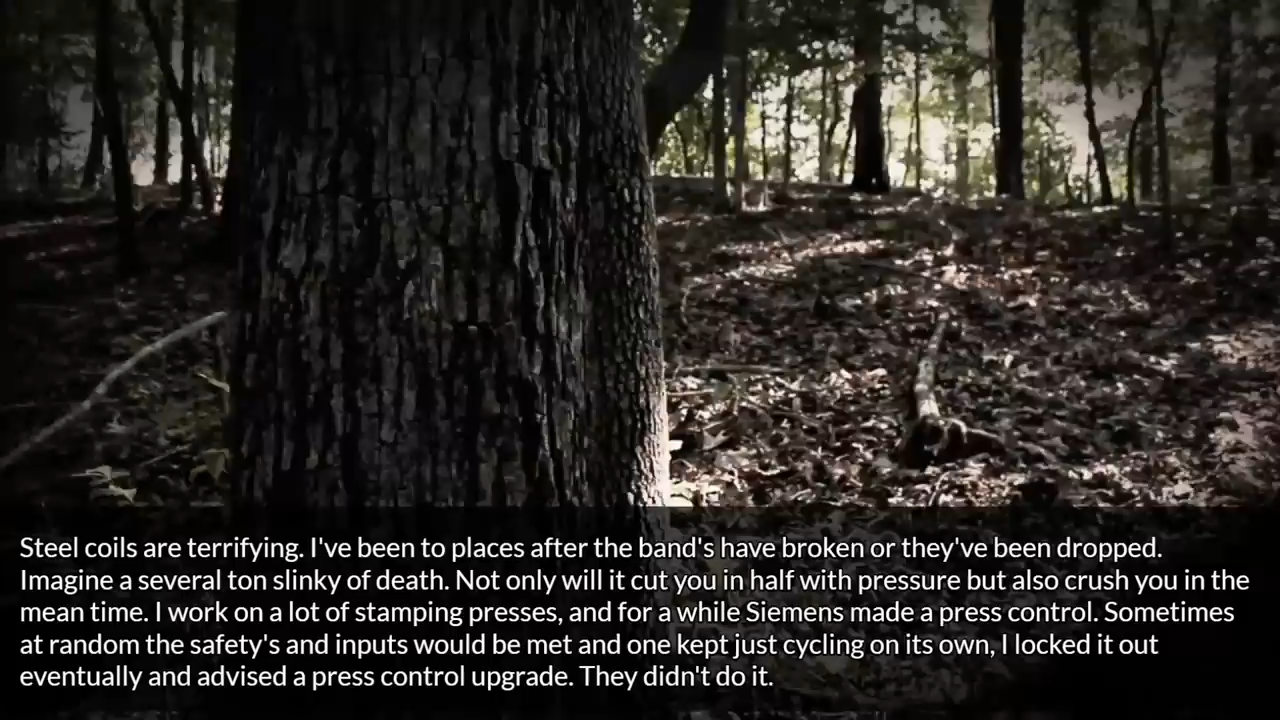 Steel coils are terrifying. I've been to places after the band's have broken or they've been dropped.
Imagine a several ton slinky of death. Not only will it cut you in half with pressure but also crush you in the
mean time. I work on a lot of stamping presses, and for a while Siemens made a press control. Sometimes
at random the safety's and inputs would be met and one kept just cycling on its own, I locked it out
eventually and advised a press control upgrade. They didn't do it.